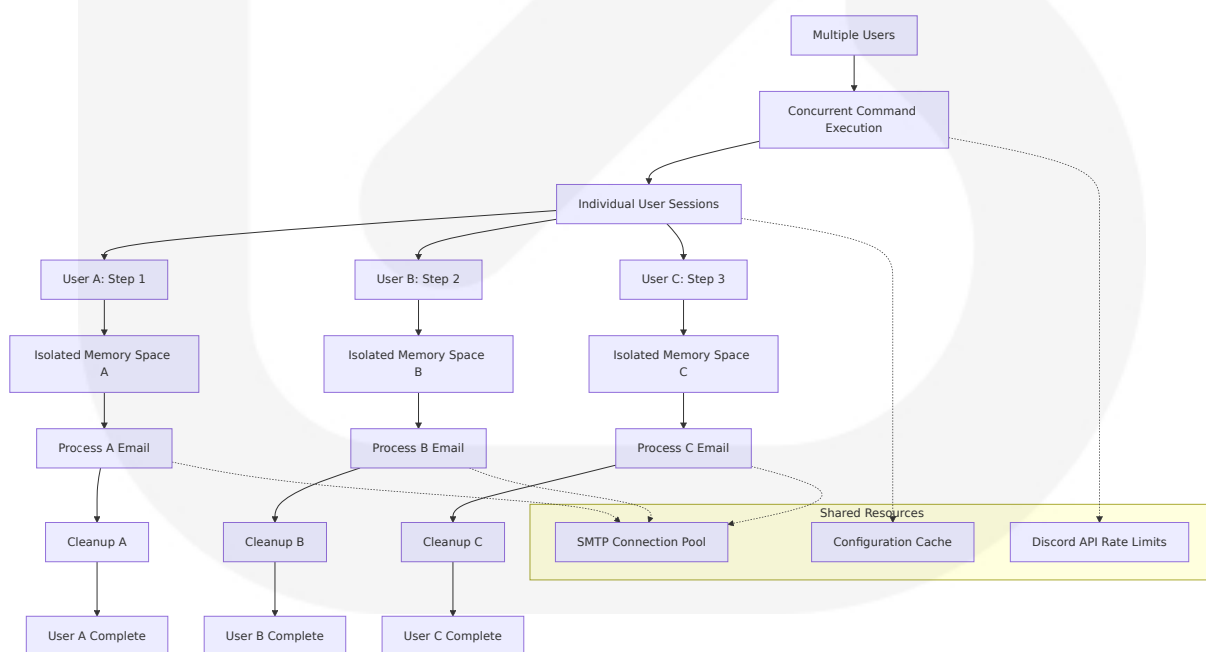 Multiple Users
Concurrent Command
Execution
Individual User Sessions
User A: Step 1
User B: Step 2
User C: Step 3
Isolated Memory Space
A
Isolated Memory Space
B
Isolated Memory Space
C
Process A Email
Process B Email
Process C Email
Shared Resources
Cleanup A
Cleanup B
Cleanup C
SMTP Connection Pool
Configuration Cache
Discord API Rate Limits
User A Complete
User B Complete
User C Complete